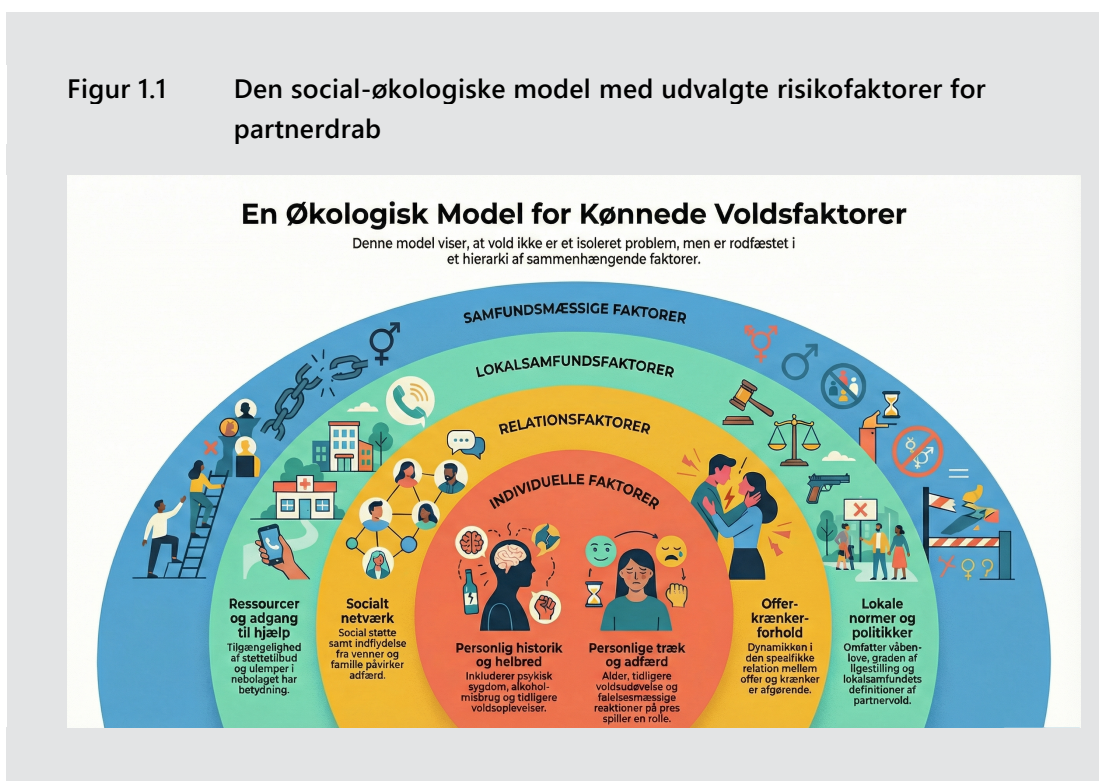 Figur 1.1
Den social-økologiske model med udvalgte risikofaktorer for
partnerdrab
En Økologisk Model for Kønnede Voldsfaktorer
Denne model viser, at vold ikke er et isoleret problem, men er rodfæstet i
et hierarki af sammenhængende faktorer.
SAMFUNDSMÆSSIGE FAKTORER
LOKALSAMFUNDSFAKTORER
RELATIONSFAKTORER
INDIVIDUELLE FAKTORER
Ressourcer
og adgang
til hjælp
Tilgængelighed
af støttetilbud
og ulemper i
nebolaget har
betydning.
Socialt
netværk
Social støtte
samt indflydelse
fra venner og
famille påvirker
adfærd.
Personlig historik
og helbred
Inkluderer psykisk
sygdom, alkohol-
misbrug og tidligere
voldsoplevelser.
Personlige træk
og adfærd
Alder, tidligere
voldsudøvelse og
følelsesmæssige
reaktioner på pres
spiller en rolle.
Offer-
krænker-
forhold
Dynamikken i
den speaifikke
relation mellem
offer og krænker
er afgørende.
Lokale
normer og
politikker
Omfatter våben-
love, graden af
llgestilling og
lokalsamfundets
definitioner af
partnervold.